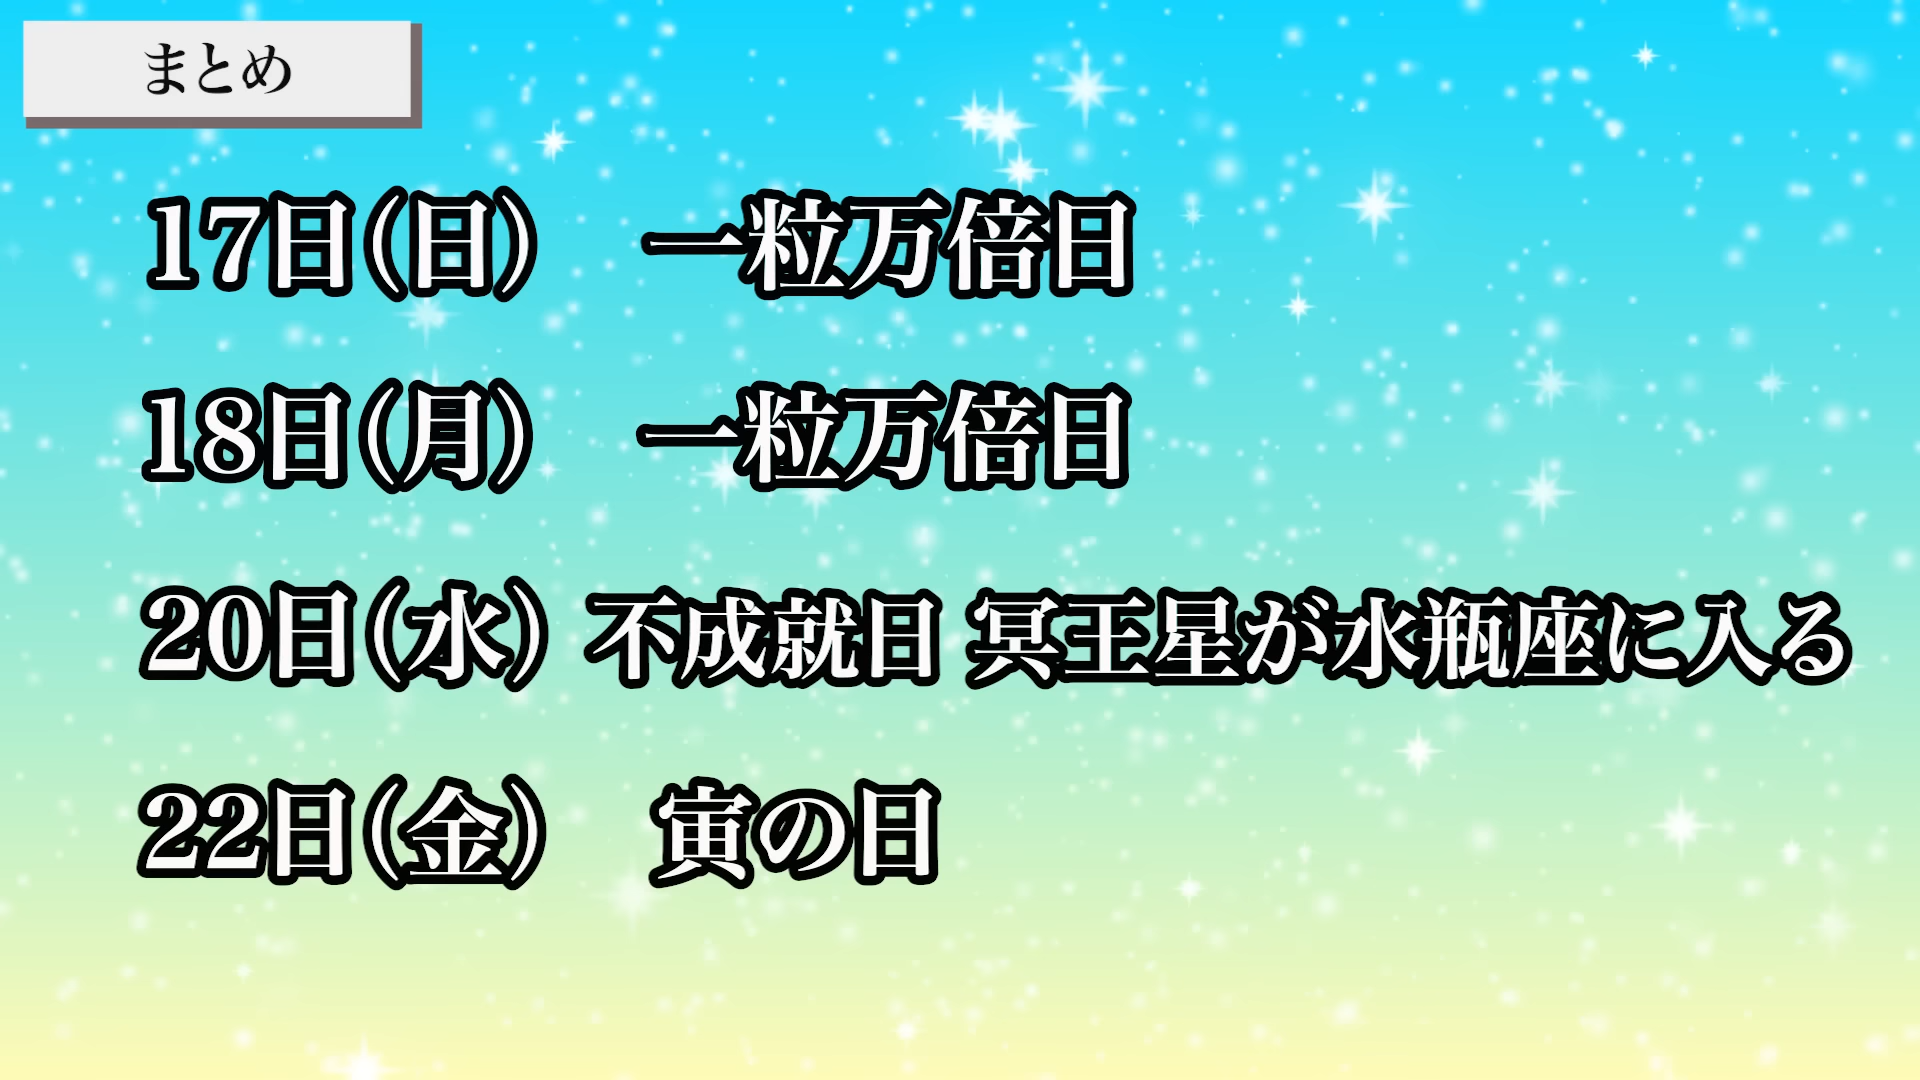 まとめ
17日(日)　一粒万倍日
18日(月)　一粒万倍日
20日(水) 不成就日 冥王星が水瓶座に入る
22日(金)　寅の日